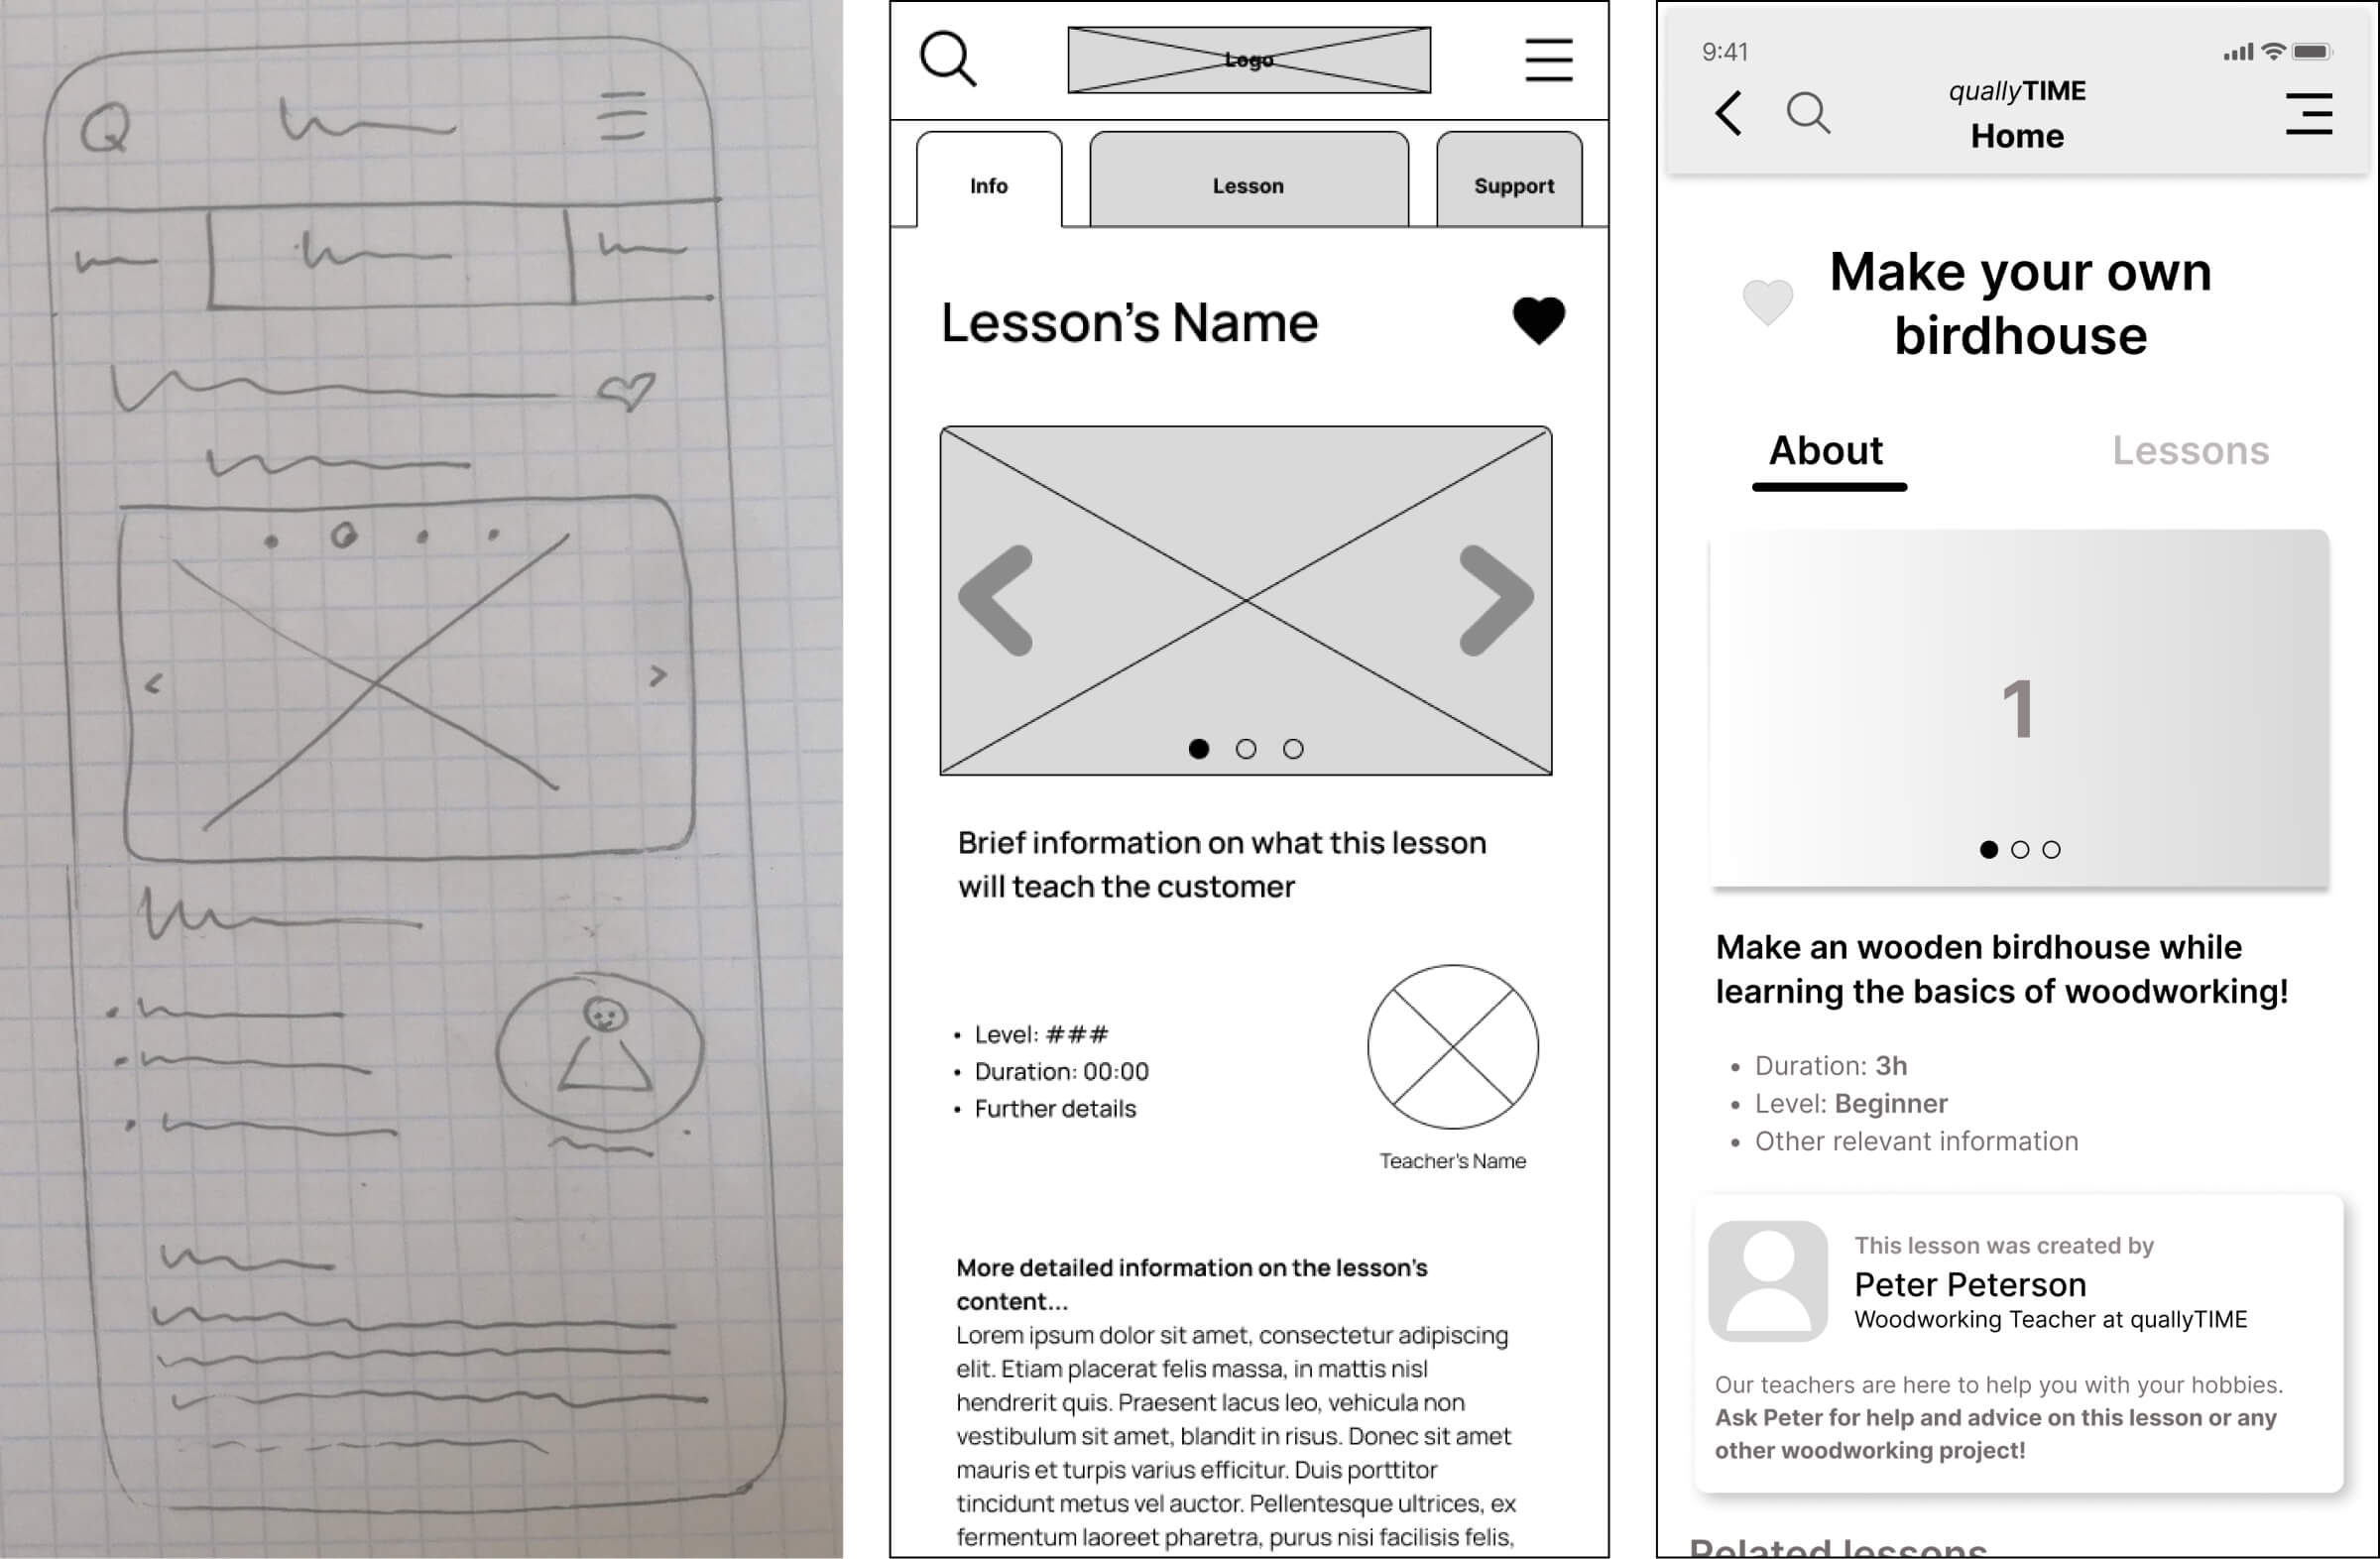 Logo
Info
Lesson
Support
Lesson's Name
Brief information on what this lesson
will teach the customer
• Level: ###
• Duration: 00:00
• Further details
Teacher's Name
More detailed information on the lesson's
content...
Lorem ipsum dolor sit amet, consectetur adipiscing
elit. Etiam placerat felis massa, in mattis nisl
hendrerit quis. Praesent lacus leo, vehicula non
vestibulum sit amet, blandit in risus. Donec sit amet
mauris et turpis varius efficitur. Duis porttitor
tincidunt metus vel auctor. Pellentesque ultrices, ex
fermentum laoreet pharetra, purus nisi facilisis felis,
9:41
quallyTIME
Home
Make your own
birdhouse
About
Lessons
1
Make an wooden birdhouse while
learning the basics of woodworking!
• Duration: 3h
• Level: Beginner
• Other relevant information
This lesson was created by
Peter Peterson
Woodworking Teacher at quallyTIME
Our teachers are here to help you with your hobbies.
Ask Peter for help and advice on this lesson or any
other woodworking project!
Related lessons